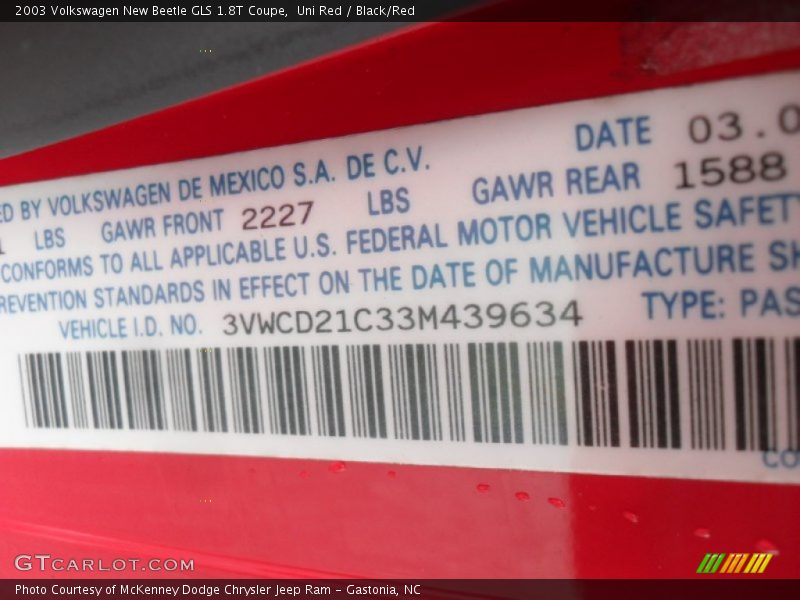 2003 Volkswagen New Beetle GLS 1.8T Coupe,  Uni Red / Black/Red
DATE 03.0
ED BY VOLKSWAGEN DE MEXICO S.A. DE C.V.
LBS GAWR FRONT 2227 LBS GAWR REAR 1588
CONFORMS TO ALL APPLICABLE U.S. FEDERAL MOTOR VEHICLE SAFETY
REVENTION STANDARDS IN EFFECT ON THE DATE OF MANUFACTURE SH
VEHICLE I.D. NO. 3VWCD21C33M439634 TYPE: PAS
CO
GTCARLOT.COM
Photo Courtesy of McKenney Dodge Chrysler Jeep Ram - Gastonia, NC